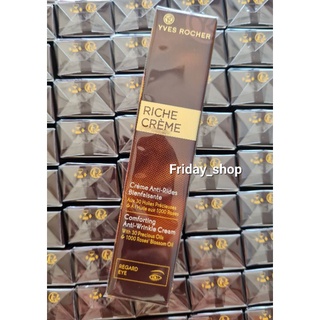 YVES ROCHER
RICHE
CRÈME
Friday_shop
Crème Anti-Rides
Bienfaisante
Aux 30 Huiles Précieuses
& À l'Huile aux 1000 Roses
Comforting
Anti-Wrinkle Cream
With 30 Precious Oils
& 1000 Roses' Blossom Oil
REGARD
EYE